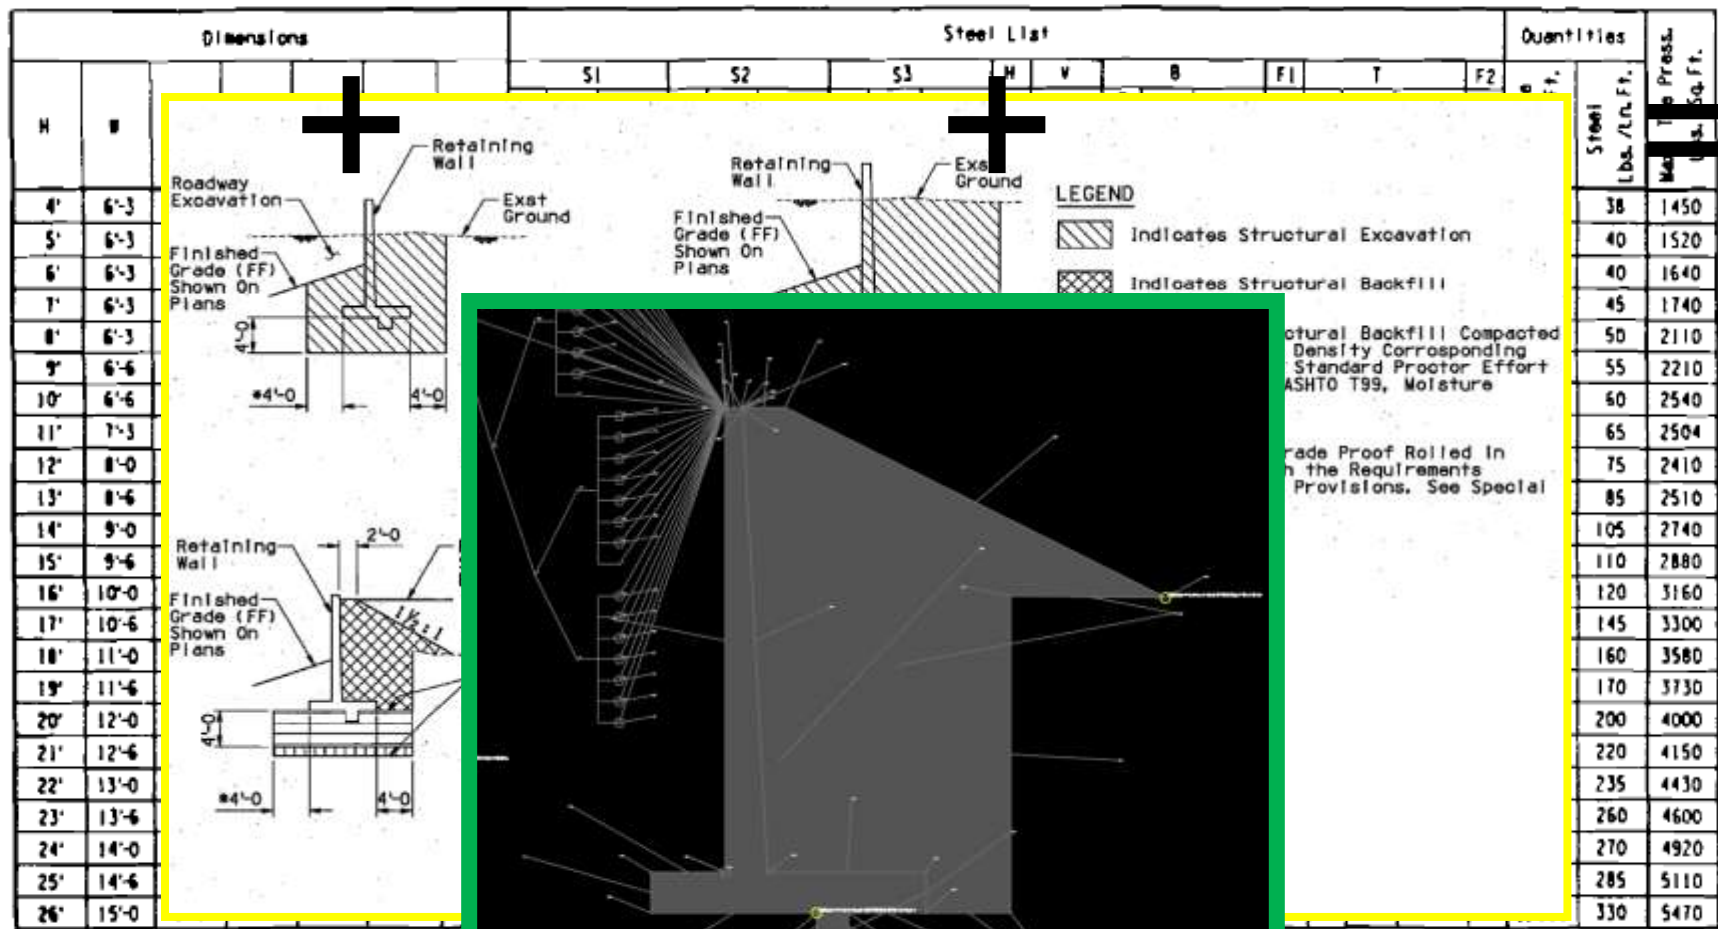 Dimensions Steel List Quantities
S1 S2 S3 H V B F1 T F2
H W Steel Lbs./Ln. Ft.
4' 6'-3 38 1450
5' 6'-3 40 1520
6' 6'-3 40 1640
7' 6'-3 45 1740
8' 6'-3 50 2110
9' 6'-6 55 2210
10' 6'-6 60 2540
11' 7'-3 65 2504
12' 8'-0 75 2410
13' 8'-6 85 2510
14' 9'-0 105 2740
15' 9'-6 110 2880
16' 10'-0 120 3160
17' 10'-6 145 3300
18' 11'-0 160 3580
19' 11'-6 170 3730
20' 12'-0 200 4000
21' 12'-6 220 4150
22' 13'-0 235 4430
23' 13'-6 260 4600
24' 14'-0 270 4920
25' 14'-6 285 5110
26' 15'-0 330 5470
Retaining
Wall
Roadway
Excavation
Exst
Ground
Finished
Grade (FF)
Shown On
Plans
4'-0
*4'-0 4'-0
Retaining
Wall
Ground
Finished
Grade (FF)
Shown On
Plans
LEGEND
Indicates Structural Excavation
Indicates Structural Backfill
Backfill Compacted
Density Corrosponding
Standard Proctor Effort
T99, Moisture
Proof Rolled In
the Requirements
Provisions. See Special
2'-0
Retaining
Wall
Finished
Grade (FF)
Shown On
Plans
1½:1
4'-0
*4'-0 4'-0